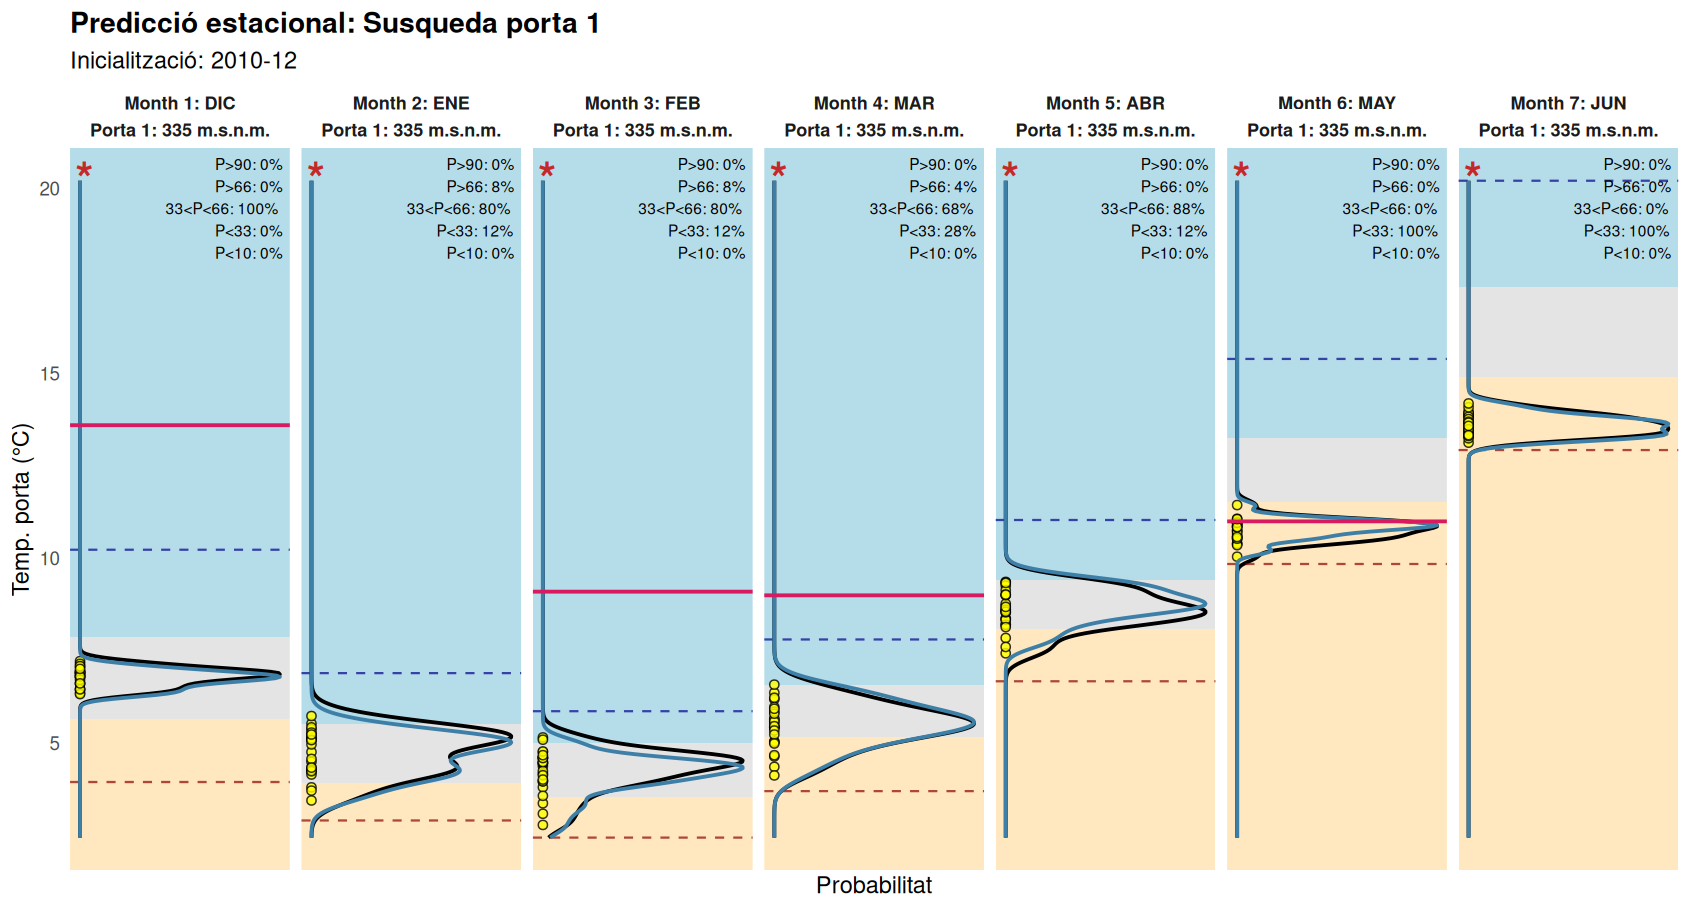 Predicció estacional: Susqueda porta 1
Inicialització: 2010-12
Month 1: DIC
Porta 1: 335 m.s.n.m.
Month 2: ENE
Porta 1: 335 m.s.n.m.
Month 3: FEB
Porta 1: 335 m.s.n.m.
Month 4: MAR
Porta 1: 335 m.s.n.m.
Month 5: ABR
Porta 1: 335 m.s.n.m.
Month 6: MAY
Porta 1: 335 m.s.n.m.
Month 7: JUN
Porta 1: 335 m.s.n.m.
*
P>90: 0%
P>66: 0%
33<P<66: 100%
P<33: 0%
P<10: 0%
*
P>90: 0%
P>66: 8%
33<P<66: 80%
P<33: 12%
P<10: 0%
*
P>90: 0%
P>66: 8%
33<P<66: 80%
P<33: 12%
P<10: 0%
*
P>90: 0%
P>66: 4%
33<P<66: 68%
P<33: 28%
P<10: 0%
*
P>90: 0%
P>66: 0%
33<P<66: 88%
P<33: 12%
P<10: 0%
*
P>90: 0%
P>66: 0%
33<P<66: 0%
P<33: 100%
P<10: 0%
*
P>90: 0%
P>66: 0%
33<P<66: 0%
P<33: 100%
P<10: 0%
20
15
10
5
Temp. porta (°C)
Probabilitat